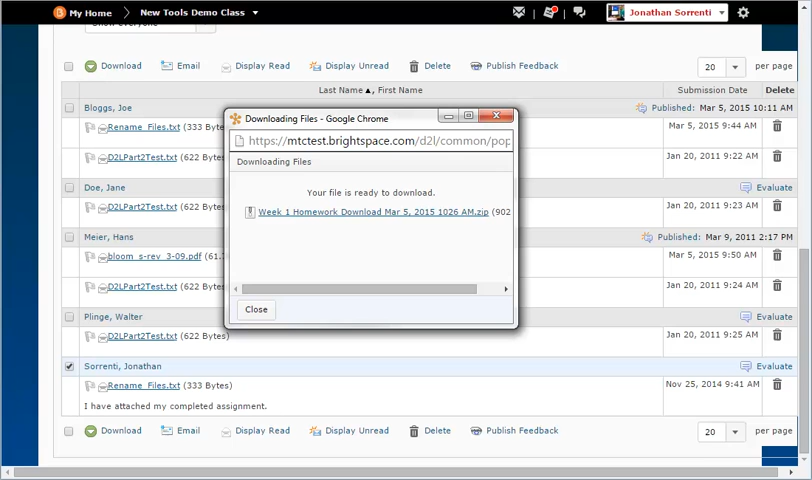 My Home
New Tools Demo Class
Jonathan Sorrenti
Show Everyone
Download Email Display Read Display Unread Delete Publish Feedback 20 per page
Last Name ▲, First Name Submission Date Delete
Bloggs, Joe Published: Mar 5, 2015 10:11 AM
Rename_Files.txt (333 Bytes) Mar 5, 2015 9:44 AM
D2LPart2Test.txt (622 Bytes) Jan 20, 2011 9:22 AM
Doe, Jane Evaluate
D2LPart2Test.txt (622 Jan 20, 2011 9:23 AM
Meier, Hans Published: Mar 9, 2011 2:17 PM
bloom_s-rev_3-09.pdf (61. Mar 5, 2015 9:50 AM
D2LPart2Test.txt (622 Jan 20, 2011 9:24 AM
Plinge, Walter Evaluate
D2LPart2Test.txt (622 Bytes) Jan 20, 2011 9:25 AM
Sorrenti, Jonathan Evaluate
Rename_Files.txt (333 Bytes) Nov 25, 2014 9:41 AM
I have attached my completed assignment.
Download Email Display Read Display Unread Delete Publish Feedback 20 per page
Downloading Files - Google Chrome
https://mtctest.brightspace.com/d2l/common/pop
Downloading Files
Your file is ready to download.
Week 1 Homework Download Mar 5, 2015 1026 AM.zip (902
Close